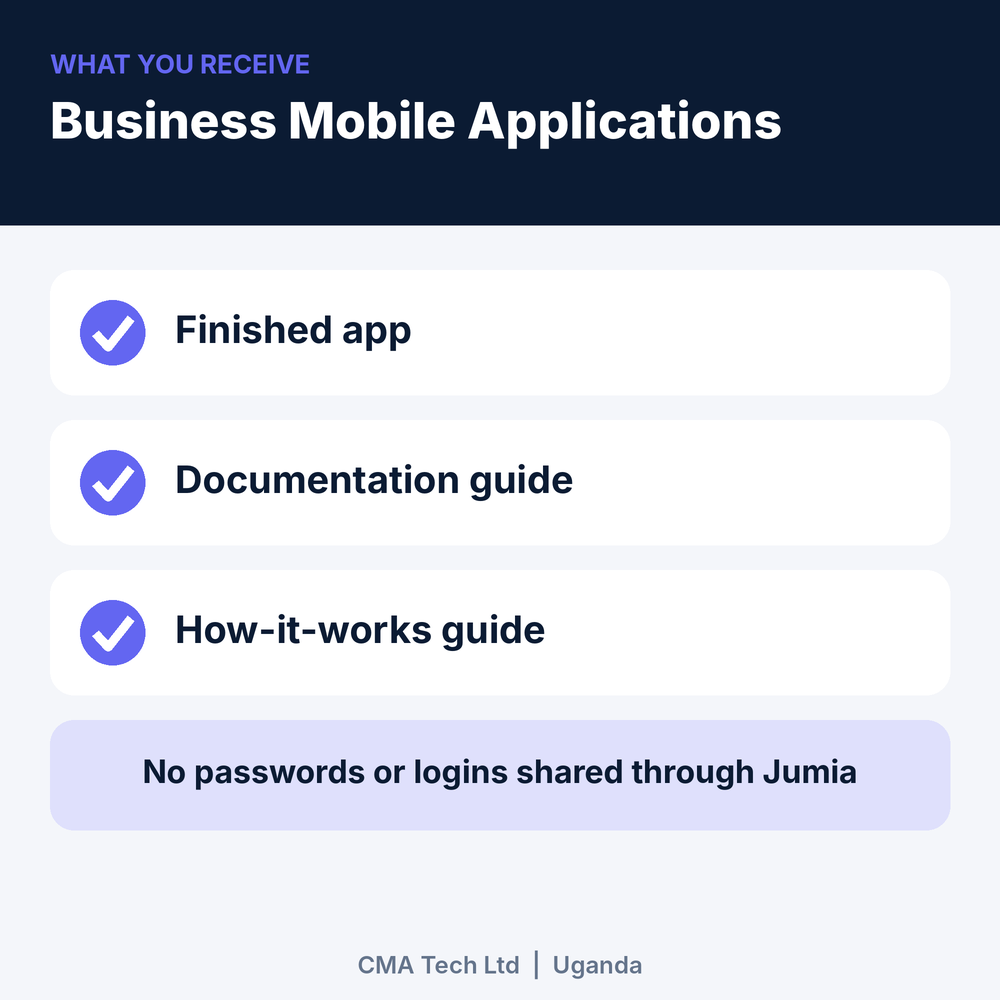 WHAT YOU RECEIVE
Business Mobile Applications
Finished app
Documentation guide
How-it-works guide
No passwords or logins shared through Jumia
CMA Tech Ltd | Uganda